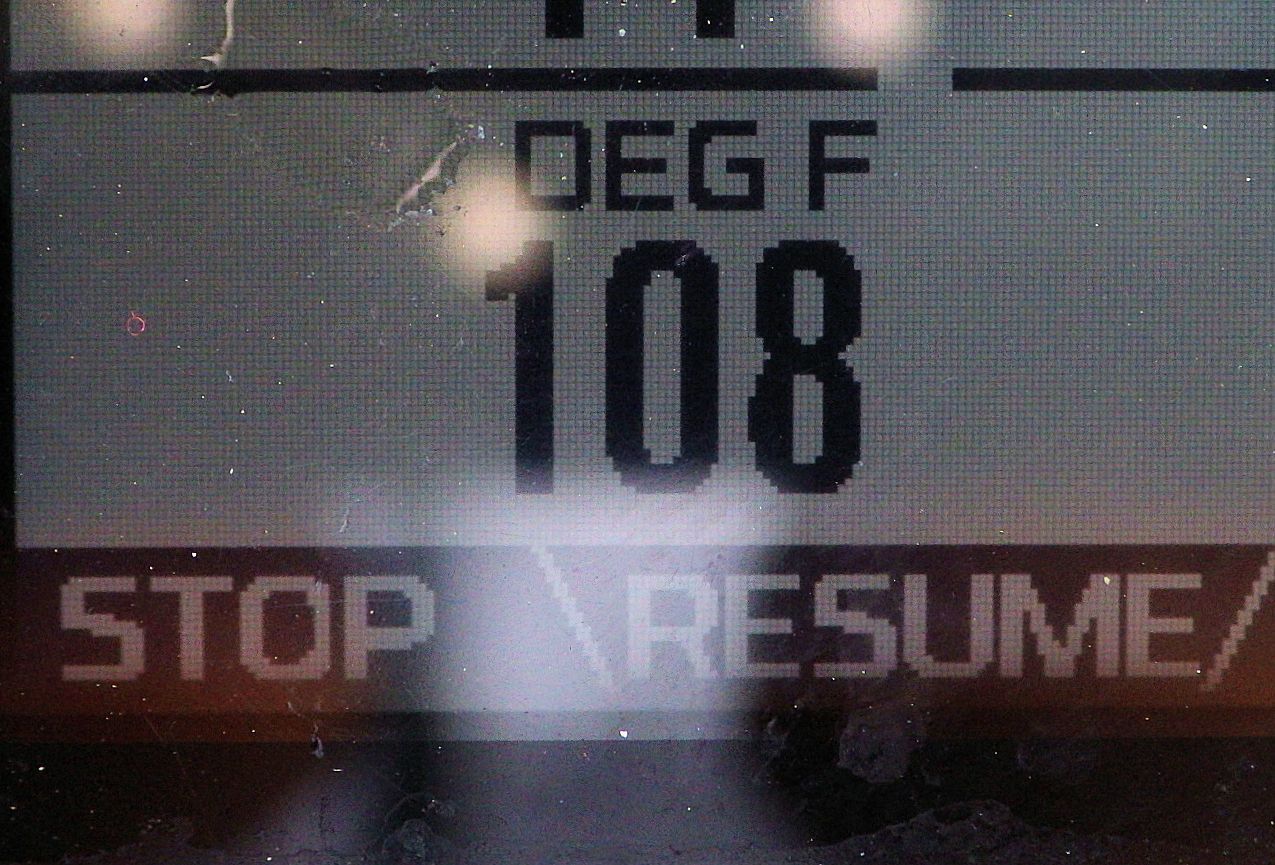 DEG F
108
STOP \RESUME/